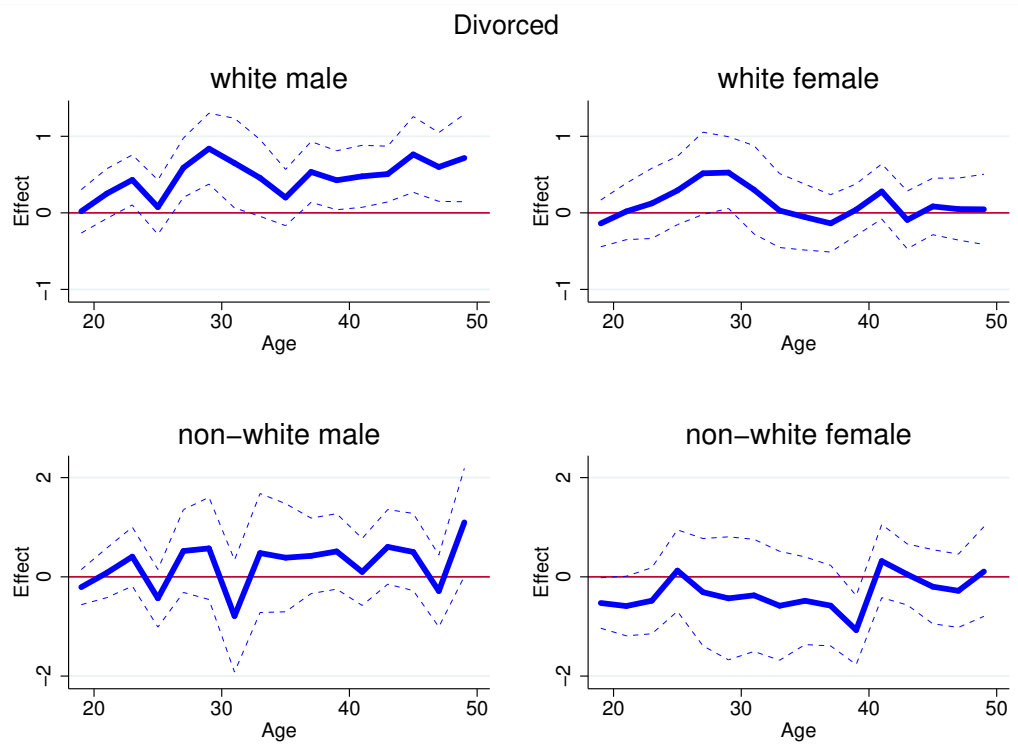 Divorced
white male
white female
Effect
−1 0 1
20 30 40 50
Age
Effect
−1 0 1
20 30 40 50
Age
non−white male
non−white female
Effect
−2 0 2
20 30 40 50
Age
Effect
−2 0 2
20 30 40 50
Age